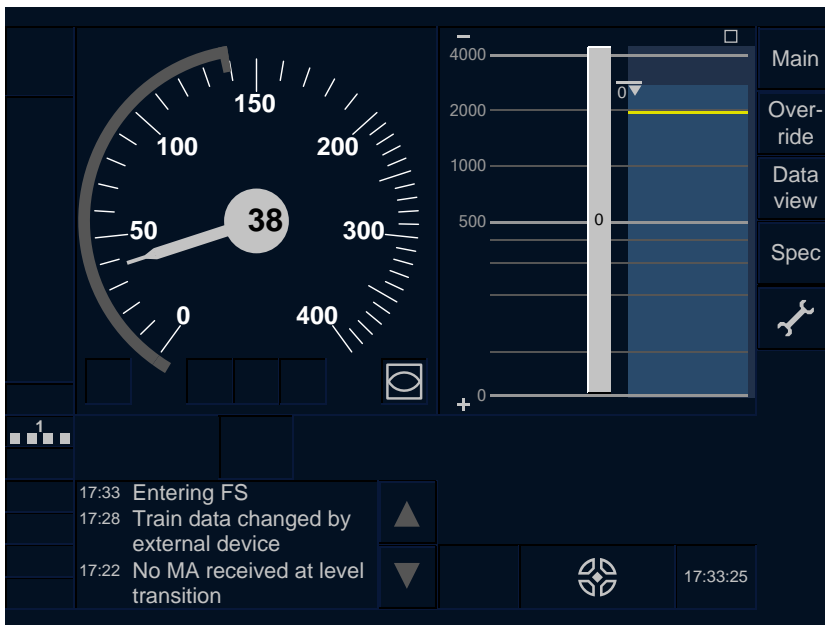 4000
2000
1000
500
0
0
0
Main
Over-
ride
Data
view
Spec
0
50
100
150
200
300
400
38
1
17:33 Entering FS
17:28 Train data changed by
external device
17:22 No MA received at level
transition
17:33:25